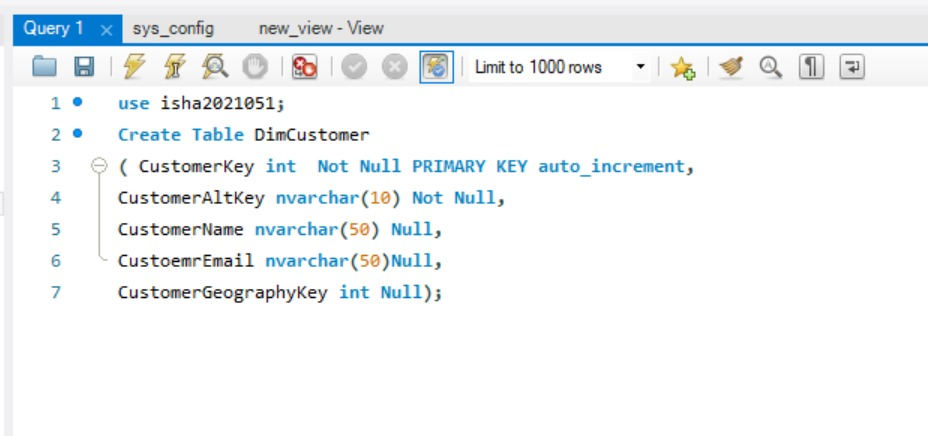 Query 1 sys_config new_view - View
Limit to 1000 rows
1 use isha2021051;
2 Create Table DimCustomer
3 ( CustomerKey int  Not Null PRIMARY KEY auto_increment,
4 CustomerAltKey nvarchar(10) Not Null,
5 CustomerName nvarchar(50) Null,
6 CustoemrEmail nvarchar(50)Null,
7 CustomerGeographyKey int Null);